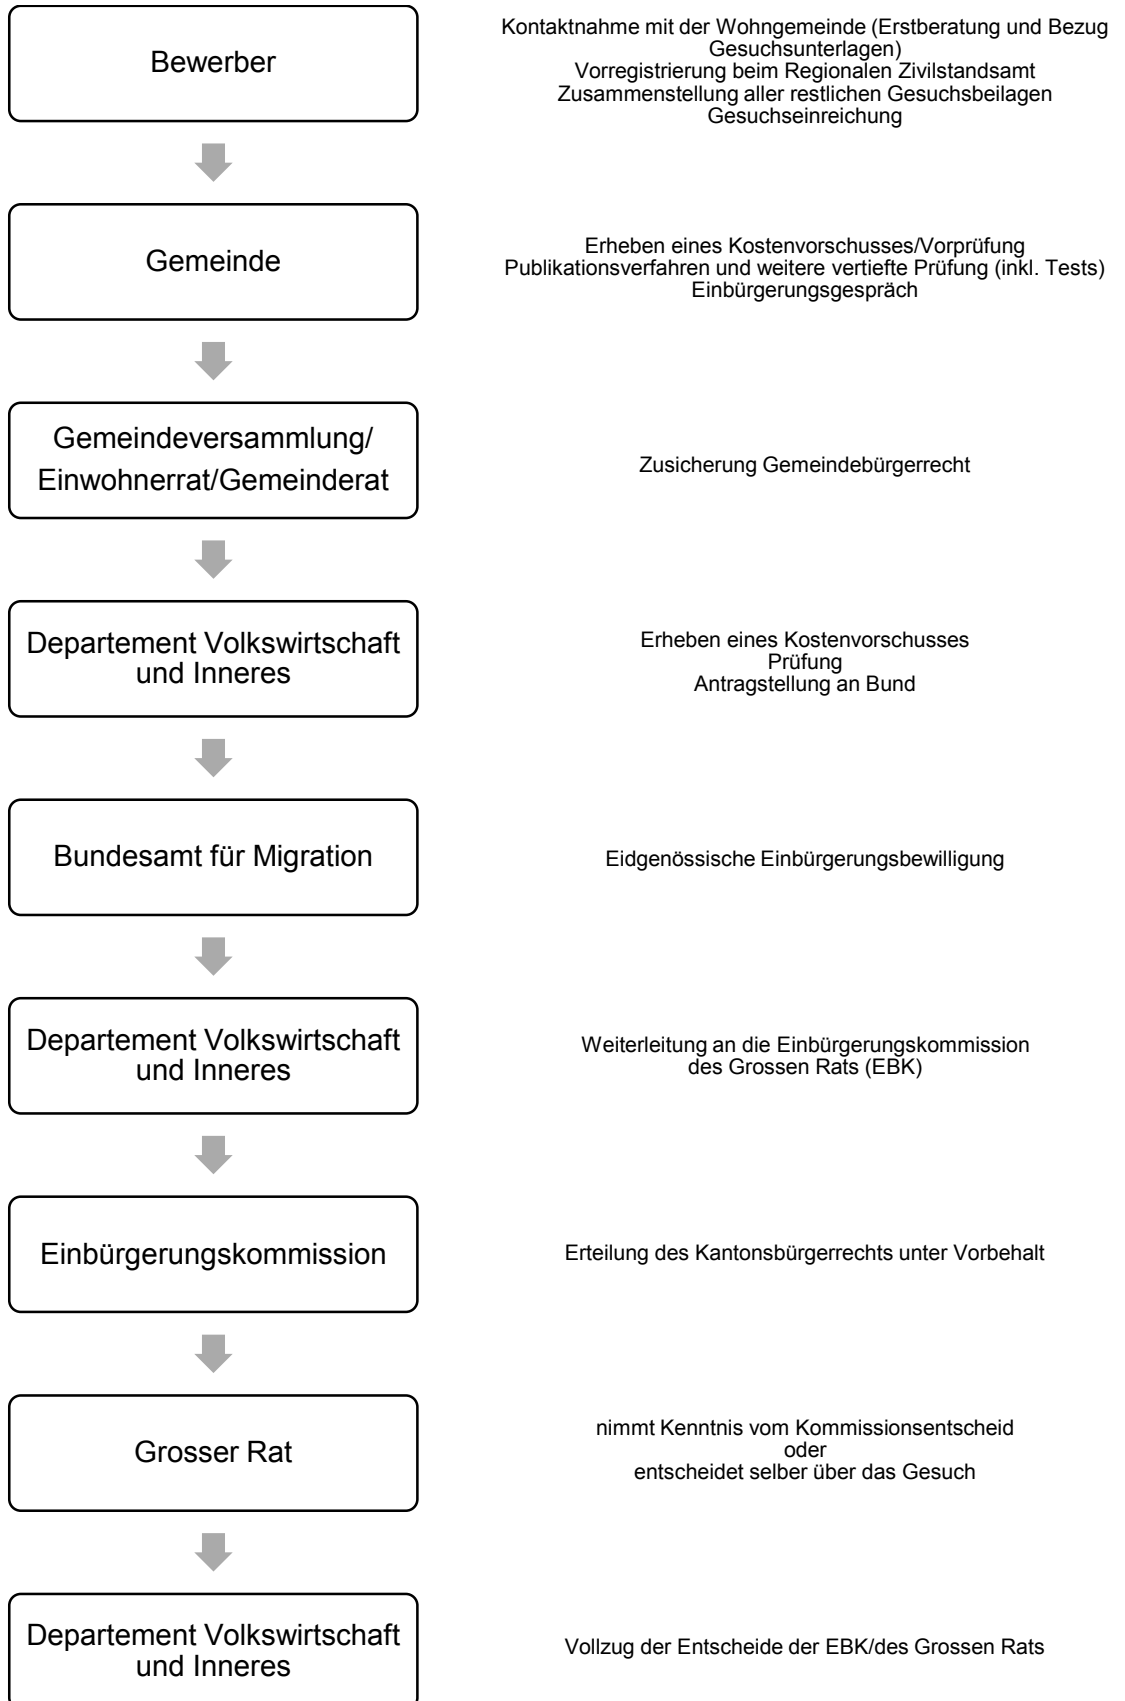 Bewerber
Kontaktnahme mit der Wohngemeinde (Erstberatung und Bezug
Gesuchsunterlagen)
Vorregistrierung beim Regionalen Zivilstandsamt
Zusammenstellung aller restlichen Gesuchsbeilagen
Gesuchseinreichung
Gemeinde
Erheben eines Kostenvorschusses/Vorprüfung
Publikationsverfahren und weitere vertiefte Prüfung (inkl. Tests)
Einbürgerungsgespräch
Gemeindeversammlung/
Einwohnerrat/Gemeinderat
Zusicherung Gemeindebürgerrecht
Departement Volkswirtschaft
und Inneres
Erheben eines Kostenvorschusses
Prüfung
Antragstellung an Bund
Bundesamt für Migration
Eidgenössische Einbürgerungsbewilligung
Departement Volkswirtschaft
und Inneres
Weiterleitung an die Einbürgerungskommission
des Grossen Rats (EBK)
Einbürgerungskommission
Erteilung des Kantonsbürgerrechts unter Vorbehalt
Grosser Rat
nimmt Kenntnis vom Kommissionsentscheid
oder
entscheidet selber über das Gesuch
Departement Volkswirtschaft
und Inneres
Vollzug der Entscheide der EBK/des Grossen Rats